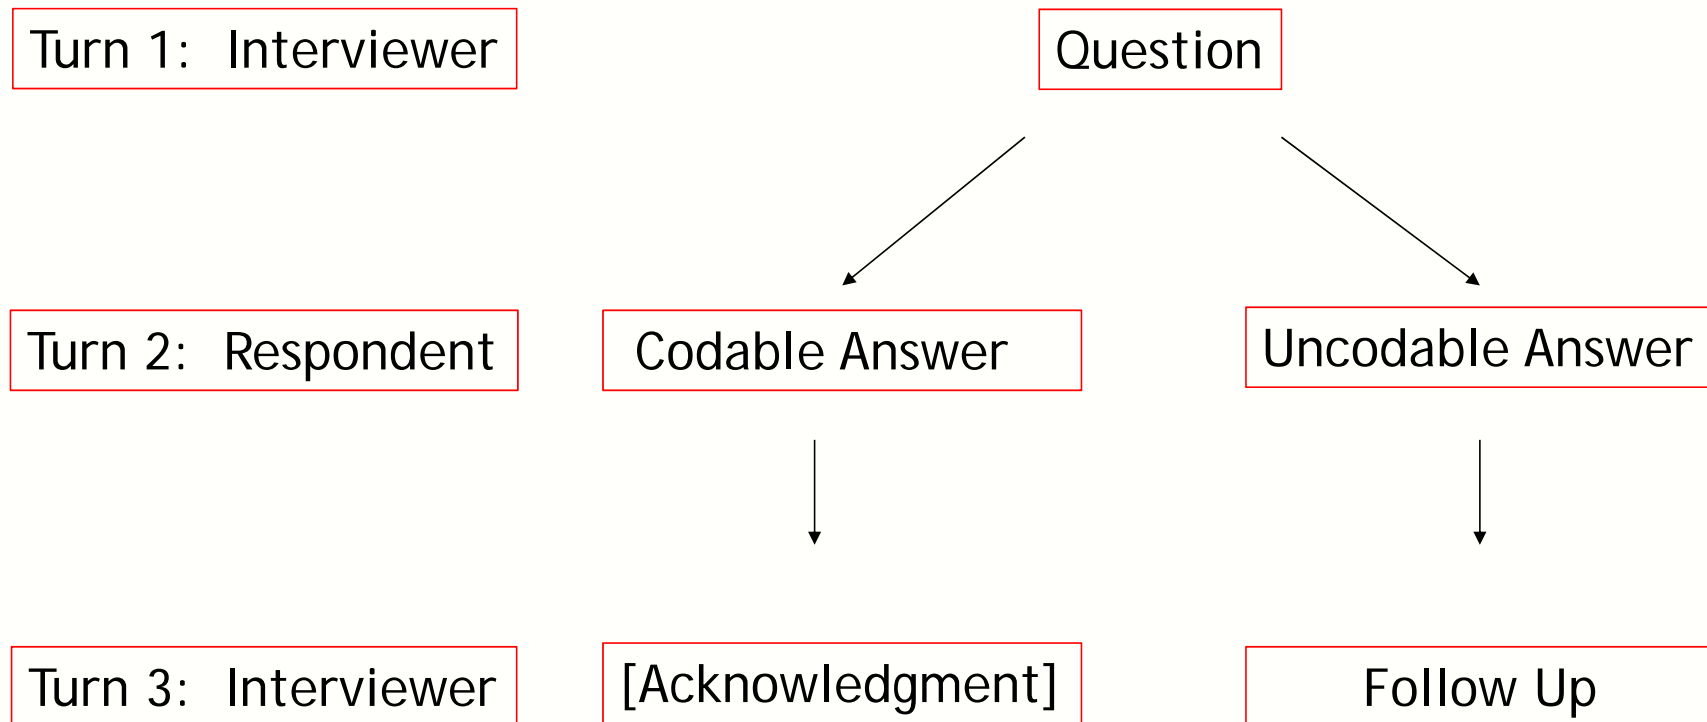 Turn 1: Interviewer
Question
Turn 2: Respondent
Codable Answer
Uncodable Answer
Turn 3: Interviewer
[Acknowledgment]
Follow Up